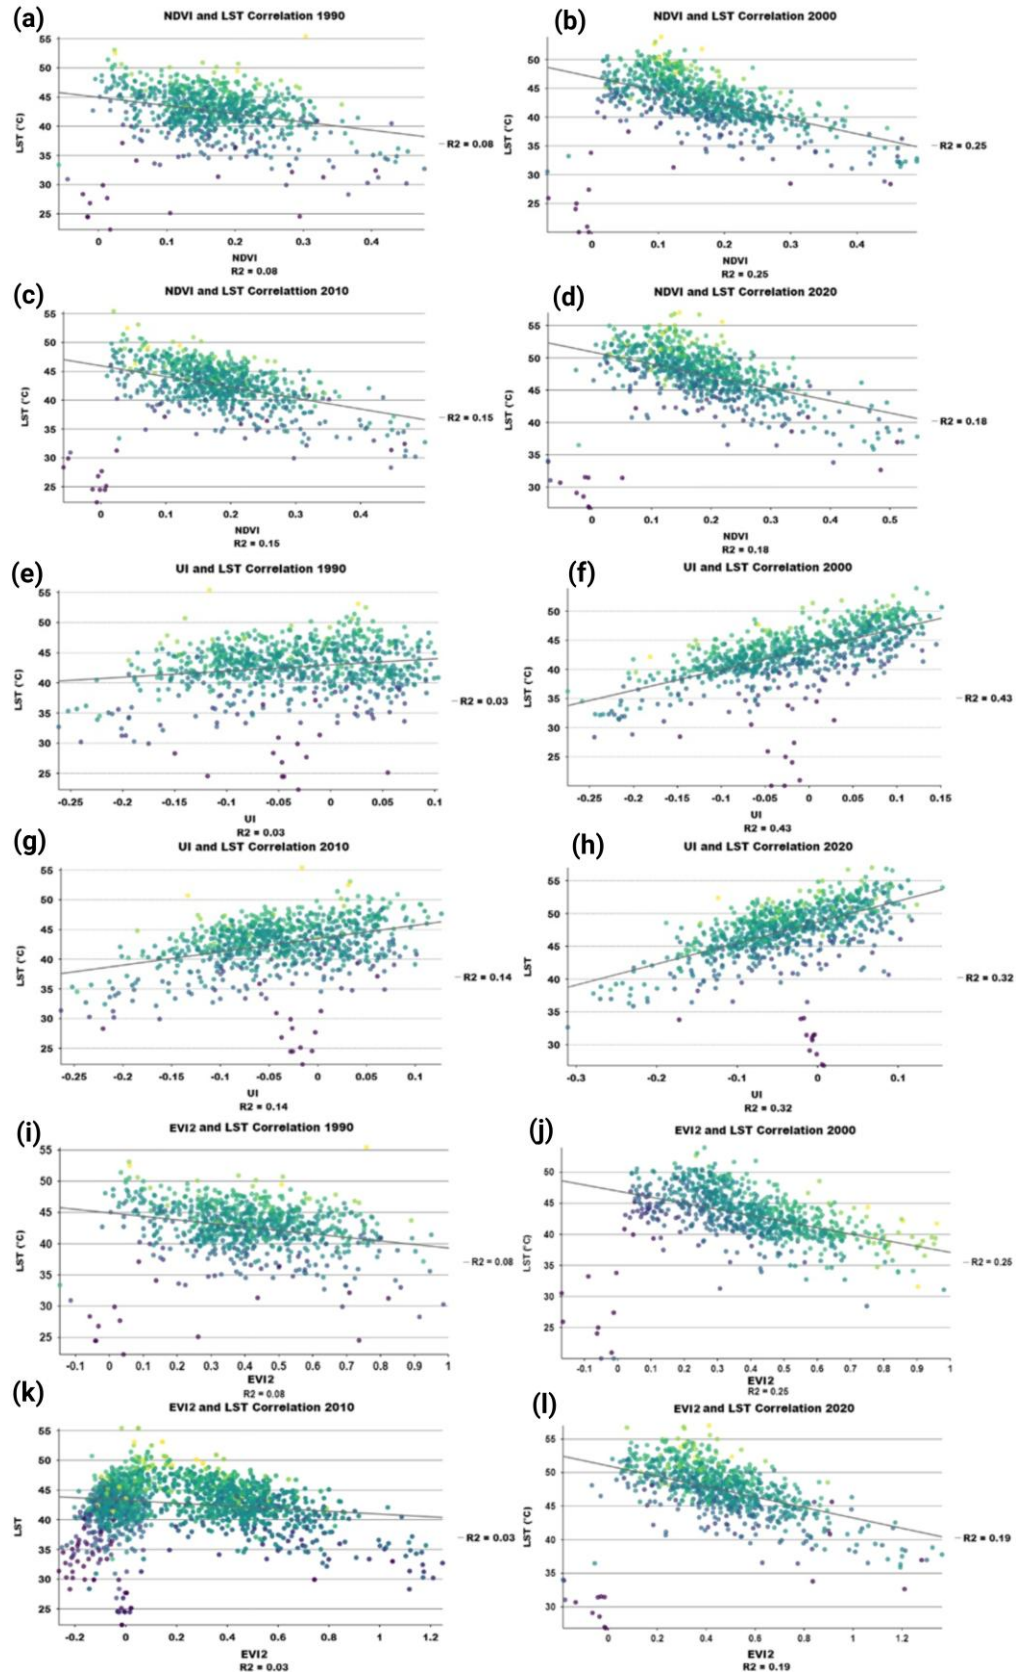 (a)
NDVI and LST Correlation 1990
55
50
45
40
35
30
25
LST (°C)
0 0.1 0.2 0.3 0.4
NDVI
R2 = 0.08
R2 = 0.08
(b)
NDVI and LST Correlation 2000
50
45
40
35
30
25
LST (°C)
0 0.1 0.2 0.3 0.4
NDVI
R2 = 0.25
R2 = 0.25
(c)
NDVI and LST Correlattion 2010
55
50
45
40
35
30
25
LST (°C)
0 0.1 0.2 0.3 0.4
NDVI
R2 = 0.15
R2 = 0.15
(d)
NDVI and LST Correlation 2020
55
50
45
40
35
30
LST (°C)
0 0.1 0.2 0.3 0.4 0.5
NDVI
R2 = 0.18
R2 = 0.18
(e)
UI and LST Correlation 1990
55
50
45
40
35
30
25
LST (°C)
-0.25 -0.2 -0.15 -0.1 -0.05 0 0.05 0.1
UI
R2 = 0.03
R2 = 0.03
(f)
UI and LST Correlation 2000
50
45
40
35
30
25
LST (°C)
-0.25 -0.2 -0.15 -0.1 -0.05 0 0.05 0.1 0.15
UI
R2 = 0.43
R2 = 0.43
(g)
UI and LST Correlation 2010
55
50
45
40
35
30
25
LST (°C)
-0.25 -0.2 -0.15 -0.1 -0.05 0 0.05 0.1
UI
R2 = 0.14
R2 = 0.14
(h)
UI and LST Correlation 2020
55
50
45
40
35
30
LST
-0.3 -0.2 -0.1 0 0.1
UI
R2 = 0.32
R2 = 0.32
(i)
EVI2 and LST Correlation 1990
55
50
45
40
35
30
25
LST (°C)
-0.1 0 0.1 0.2 0.3 0.4 0.5 0.6 0.7 0.8 0.9 1
EVI2
R2 = 0.08
R2 = 0.08
(j)
EVI2 and LST Correlation 2000
50
45
40
35
30
25
LST (°C)
-0.1 0 0.1 0.2 0.3 0.4 0.5 0.6 0.7 0.8 0.9 1
EVI2
R2 = 0.25
R2 = 0.25
(k)
EVI2 and LST Correlation 2010
55
50
45
40
35
30
25
LST
-0.2 0 0.2 0.4 0.6 0.8 1 1.2
EVI2
R2 = 0.03
R2 = 0.03
(l)
EVI2 and LST Correlation 2020
55
50
45
40
35
30
LST (°C)
0 0.2 0.4 0.6 0.8 1 1.2
EVI2
R2 = 0.19
R2 = 0.19